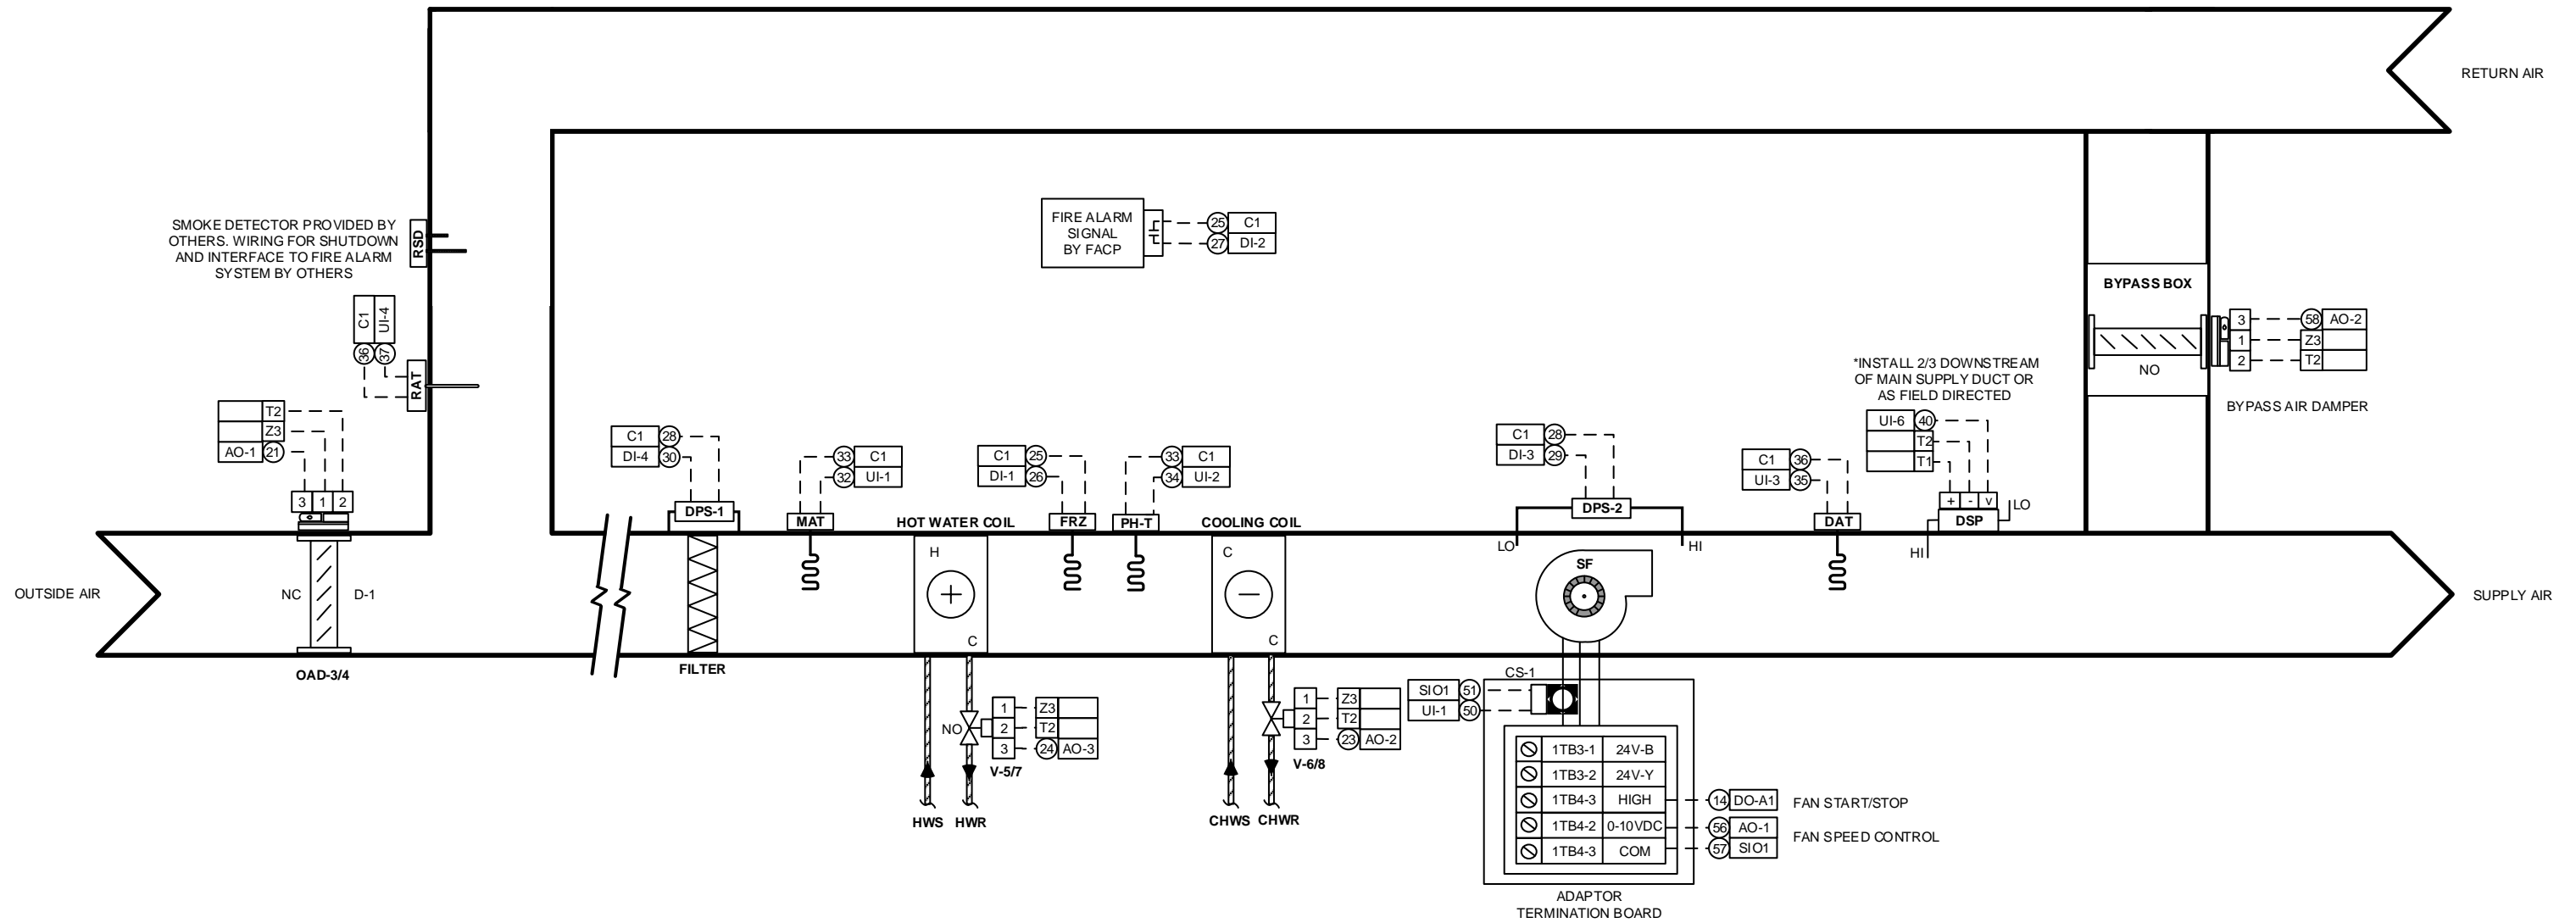 RETURN AIR
SMOKE DETECTOR PROVIDED BY
OTHERS. WIRING FOR SHUTDOWN
AND INTERFACE TO FIRE ALARM
SYSTEM BY OTHERS
RSD
C1
UI-4
36
37
RAT
FIRE ALARM
SIGNAL
BY FACP
25 C1
27 DI-2
BYPASS BOX
NO
3 58 AO-2
1 Z3
2 T2
BYPASS AIR DAMPER
*INSTALL 2/3 DOWNSTREAM
OF MAIN SUPPLY DUCT OR
AS FIELD DIRECTED
UI-6 40
T2
T1
+ - V
DSP
LO
HI
T2
Z3
AO-1 21
3 1 2
C1 28
DI-4 30
DPS-1
33 C1
32 UI-1
MAT
HOT WATER COIL
C1 25
DI-1 26
FRZ
33 C1
34 UI-2
PH-T
COOLING COIL
C1 28
DI-3 29
DPS-2
LO
HI
C1 36
UI-3 35
DAT
OUTSIDE AIR
NC
D-1
OAD-3/4
FILTER
H
C
C
C
SF
SUPPLY AIR
NO
1 Z3
2 T2
3 24 AO-3
V-5/7
HWS
HWR
1 Z3
2 T2
3 23 AO-2
V-6/8
CHWS
CHWR
CS-1
SIO1 51
UI-1 50
1TB3-1 24V-B
1TB3-2 24V-Y
1TB4-3 HIGH 14 DO-A1 FAN START/STOP
1TB4-2 0-10VDC 56 AO-1
FAN SPEED CONTROL
1TB4-3 COM 57 SIO1
ADAPTOR
TERMINATION BOARD